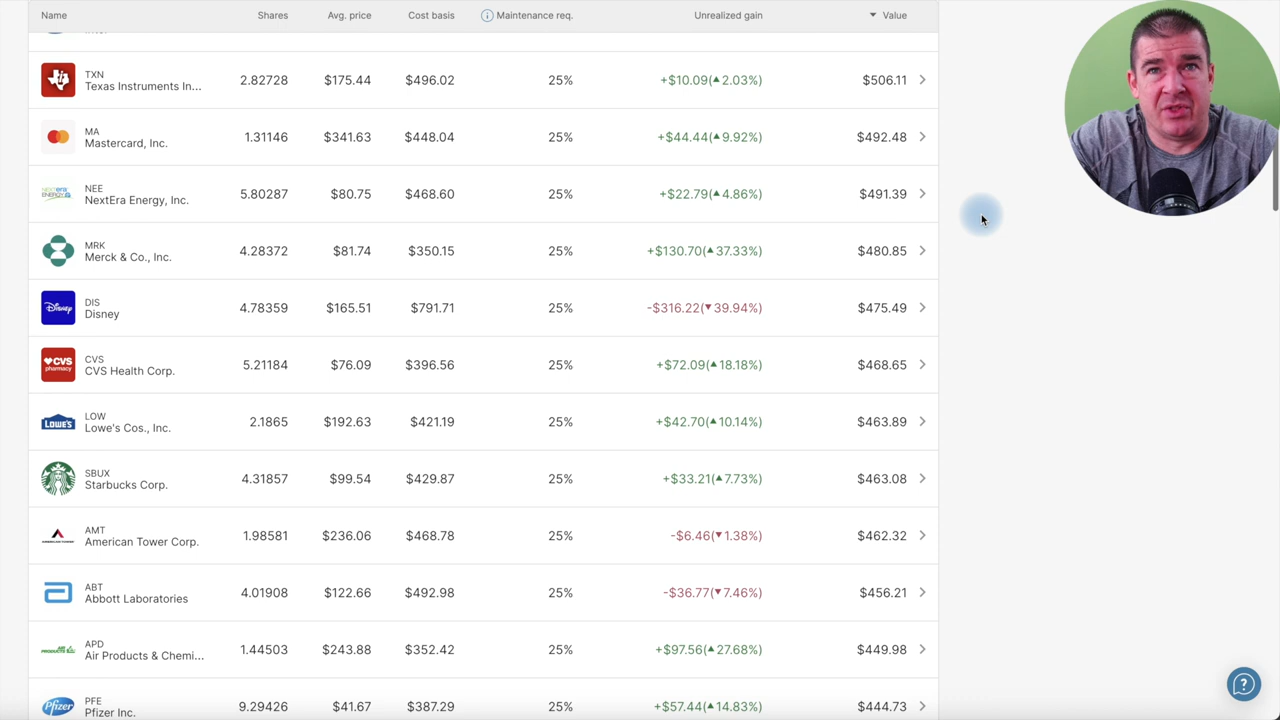 Name Shares Avg. price Cost basis Maintenance req. Unrealized gain Value
TXN
Texas Instruments In... 2.82728 $175.44 $496.02 25% +$10.09(▲2.03%) $506.11
MA
Mastercard, Inc. 1.31146 $341.63 $448.04 25% +$44.44(▲9.92%) $492.48
NEXTera ENERGY
NEE
NextEra Energy, Inc. 5.80287 $80.75 $468.60 25% +$22.79(▲4.86%) $491.39
MRK
Merck & Co., Inc. 4.28372 $81.74 $350.15 25% +$130.70(▲37.33%) $480.85
Disney
DIS
Disney 4.78359 $165.51 $791.71 25% -$316.22(▼39.94%) $475.49
CVS
pharmacy
CVS
CVS Health Corp. 5.21184 $76.09 $396.56 25% +$72.09(▲18.18%) $468.65
LOWE'S
LOW
Lowe's Cos., Inc. 2.1865 $192.63 $421.19 25% +$42.70(▲10.14%) $463.89
SBUX
Starbucks Corp. 4.31857 $99.54 $429.87 25% +$33.21(▲7.73%) $463.08
AMERICAN TOWER
AMT
American Tower Corp. 1.98581 $236.06 $468.78 25% -$6.46(▼1.38%) $462.32
ABT
Abbott Laboratories 4.01908 $122.66 $492.98 25% -$36.77(▼7.46%) $456.21
APD
Air Products & Chemi... 1.44503 $243.88 $352.42 25% +$97.56(▲27.68%) $449.98
Pfizer
PFE
Pfizer Inc. 9.29426 $41.67 $387.29 25% +$57.44(▲14.83%) $444.73